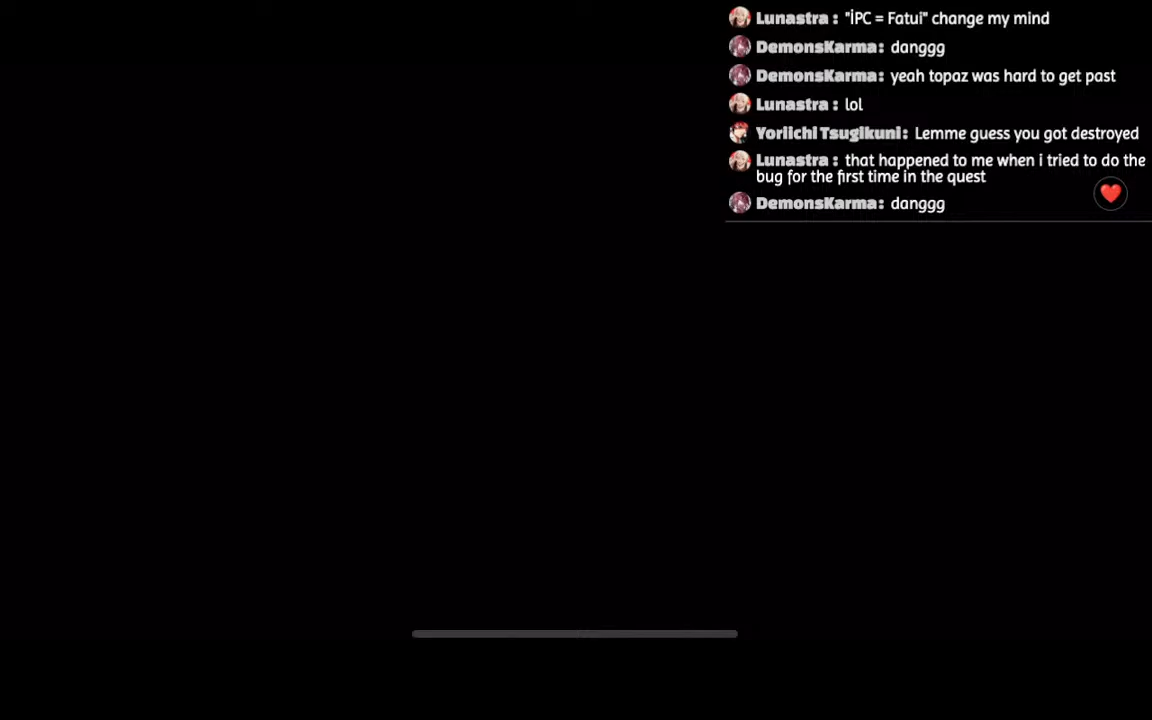 Lunastra : "İPC = Fatui" change my mind
DemonsKarma: danggg
DemonsKarma: yeah topaz was hard to get past
Lunastra : lol
Yoriichi Tsugikuni: Lemme guess you got destroyed
Lunastra : that happened to me when i tried to do the
bug for the first time in the quest
DemonsKarma: danggg